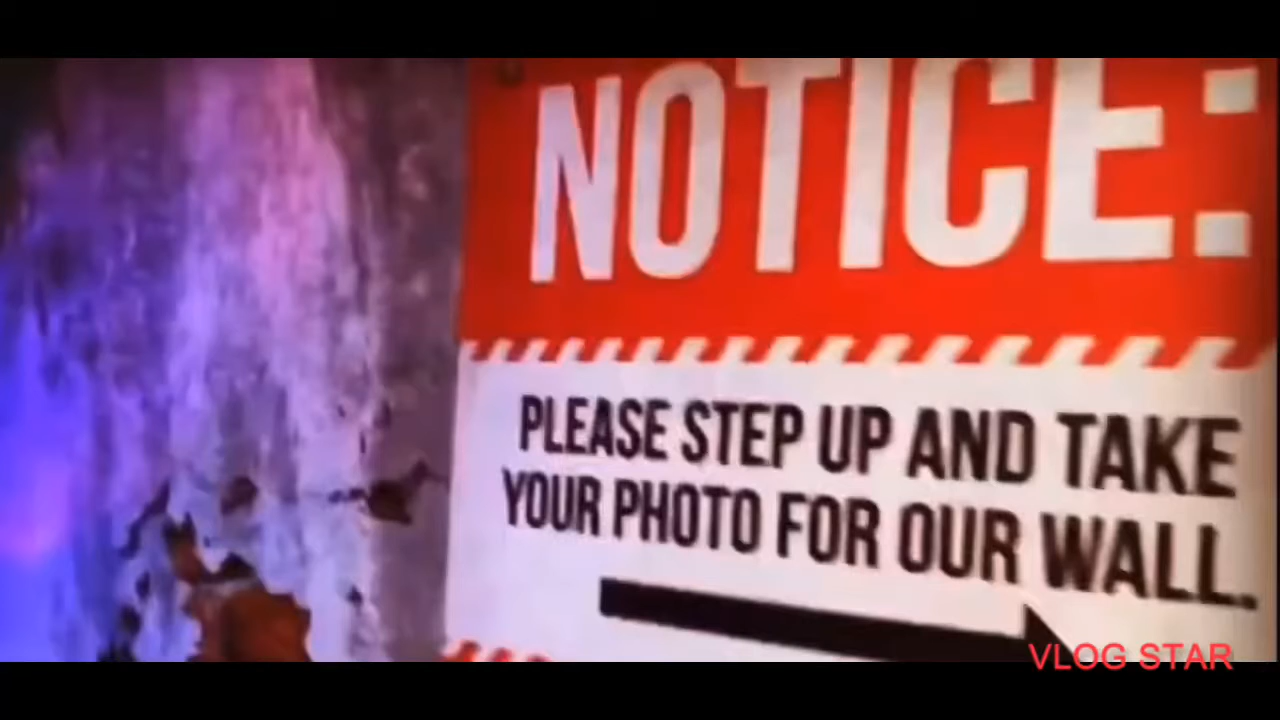 NOTICE:
PLEASE STEP UP AND TAKE
YOUR PHOTO FOR OUR WALL.
VLOG STAR